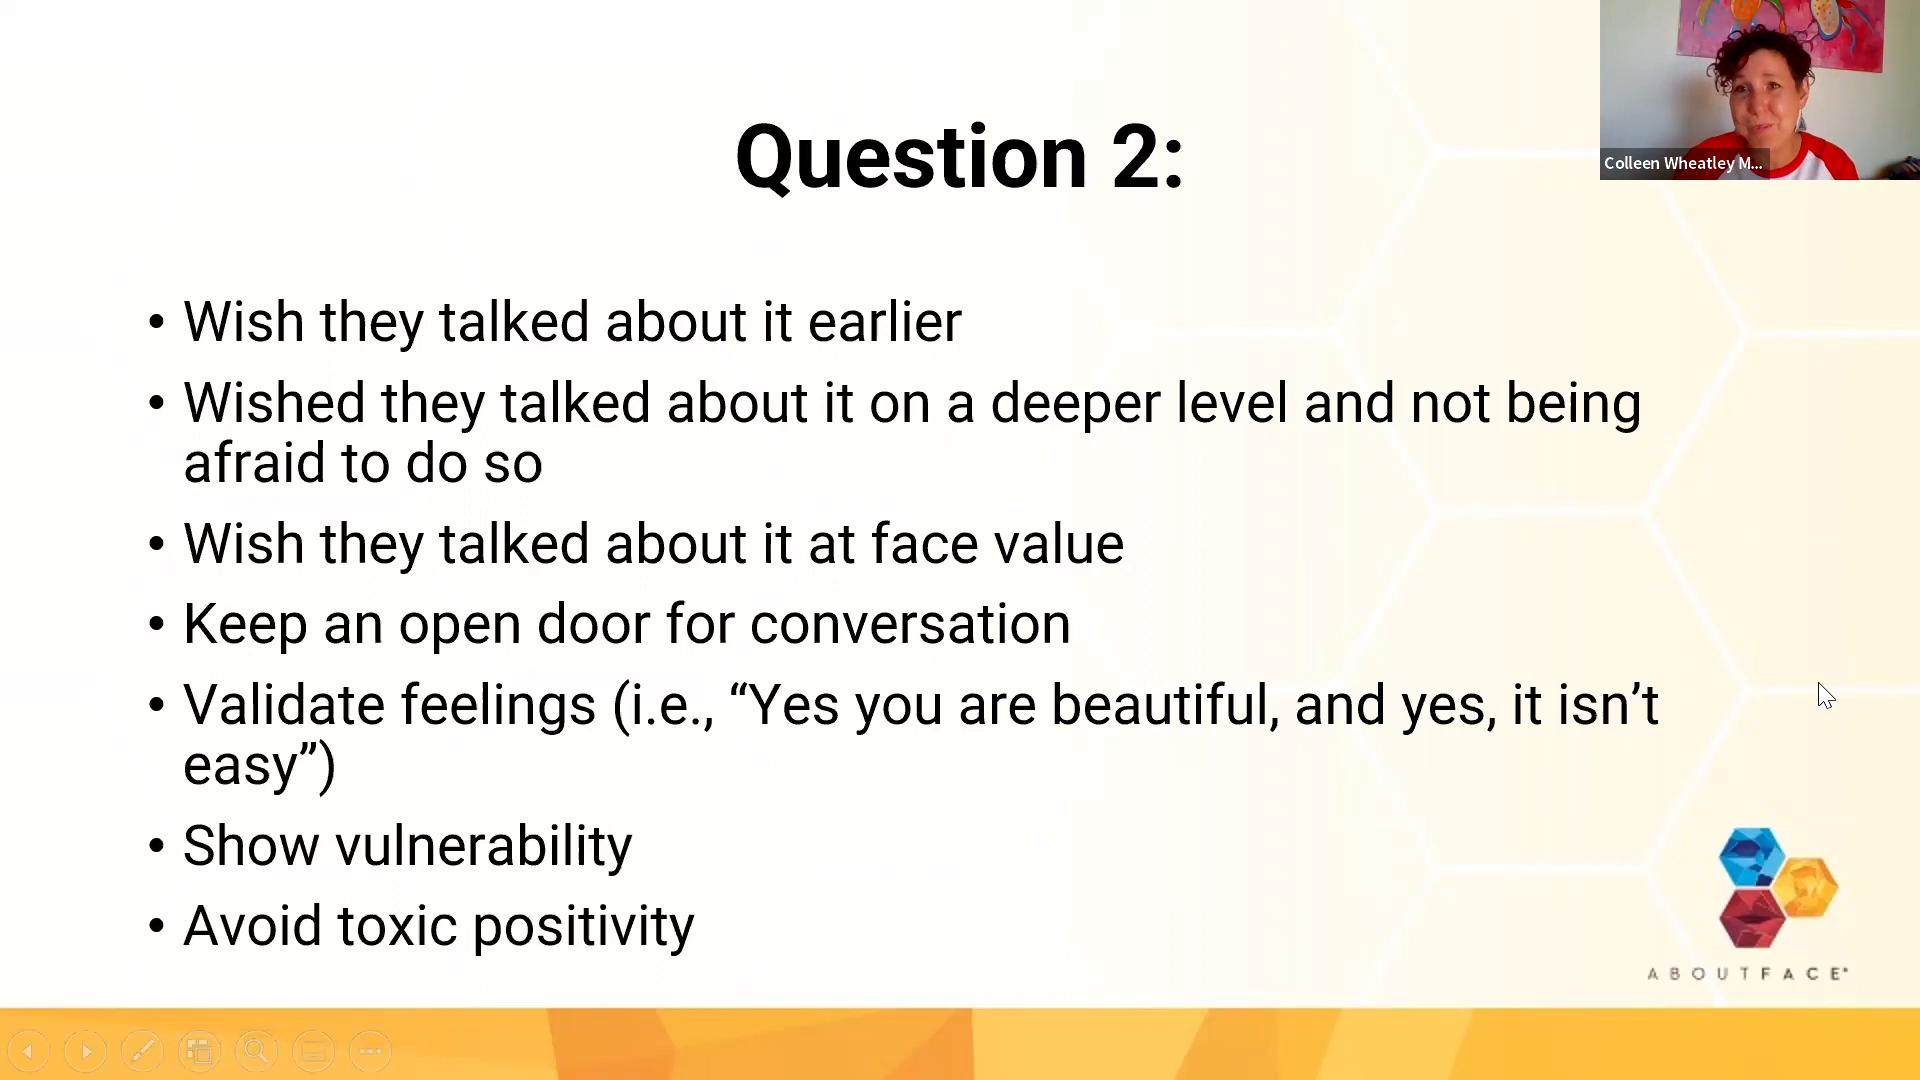 Colleen Wheatley M...
Question 2:
• Wish they talked about it earlier
• Wished they talked about it on a deeper level and not being
afraid to do so
• Wish they talked about it at face value
• Keep an open door for conversation
• Validate feelings (i.e., “Yes you are beautiful, and yes, it isn’t
easy”)
• Show vulnerability
• Avoid toxic positivity
ABOUTFACE